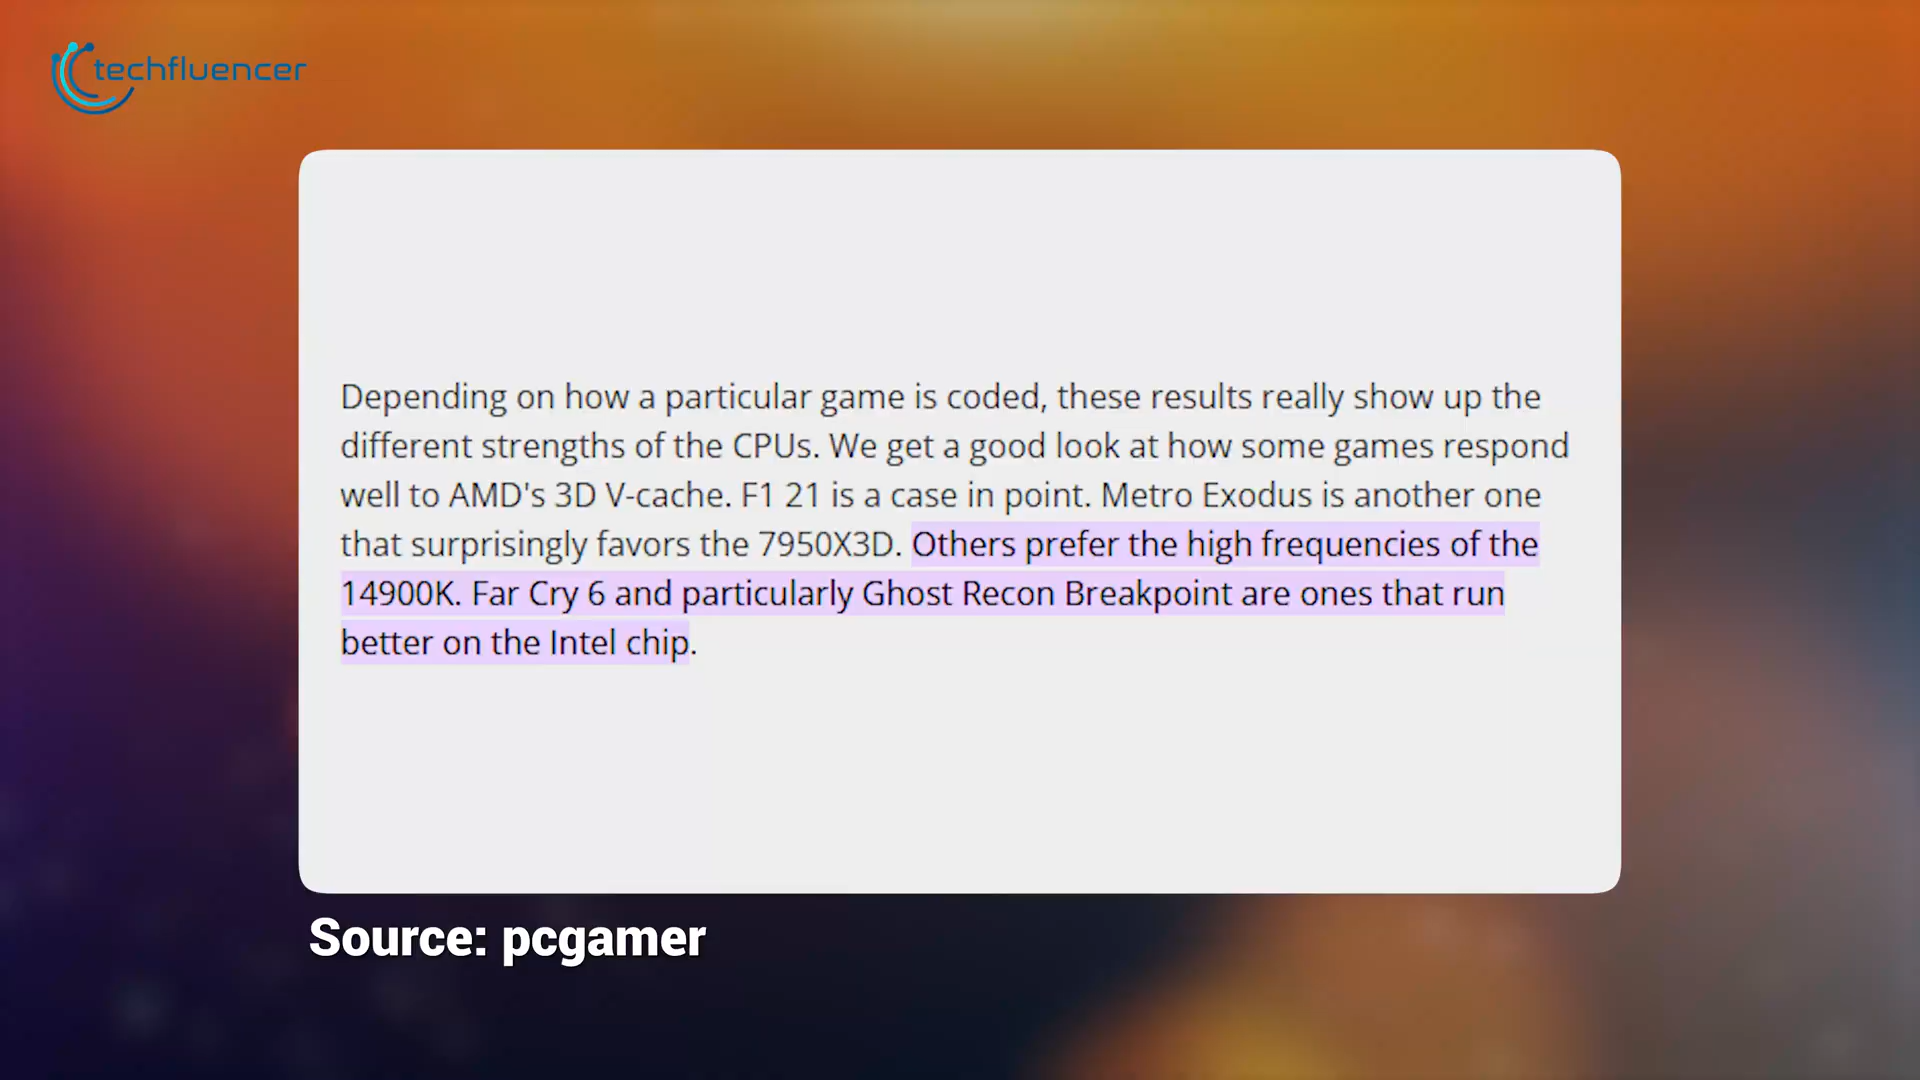 techfluencer
Depending on how a particular game is coded, these results really show up the
different strengths of the CPUs. We get a good look at how some games respond
well to AMD's 3D V-cache. F1 21 is a case in point. Metro Exodus is another one
that surprisingly favors the 7950X3D. Others prefer the high frequencies of the
14900K. Far Cry 6 and particularly Ghost Recon Breakpoint are ones that run
better on the Intel chip.
Source: pcgamer